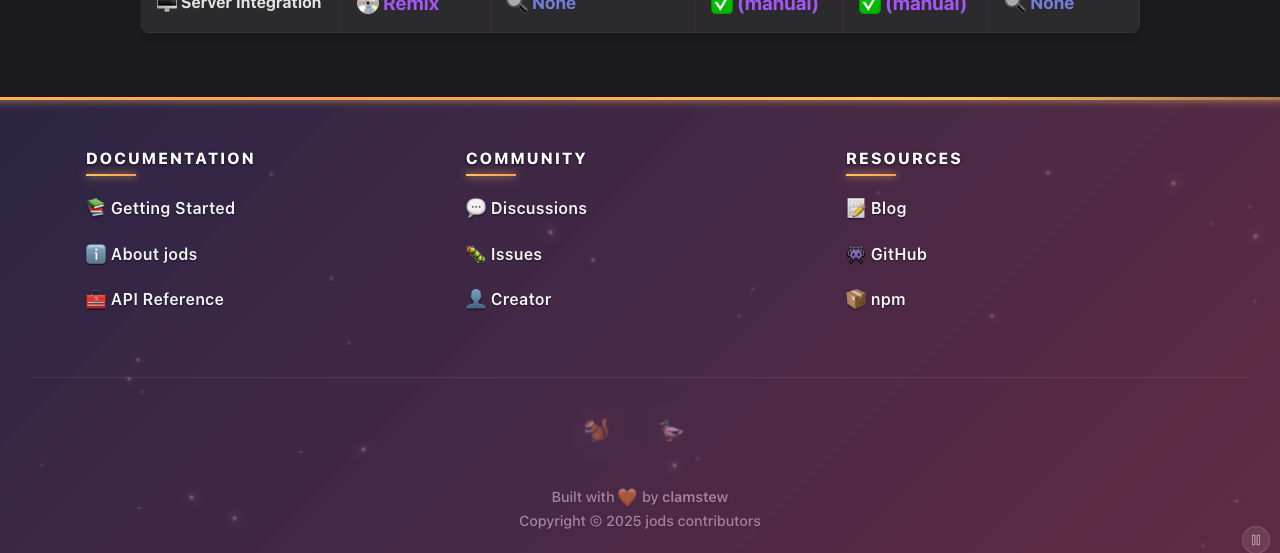 Server Integration Remix None (manual) (manual) None
DOCUMENTATION
Getting Started
About jods
API Reference
COMMUNITY
Discussions
Issues
Creator
RESOURCES
Blog
GitHub
npm
Built with 🤎 by clamstew
Copyright © 2025 jods contributors